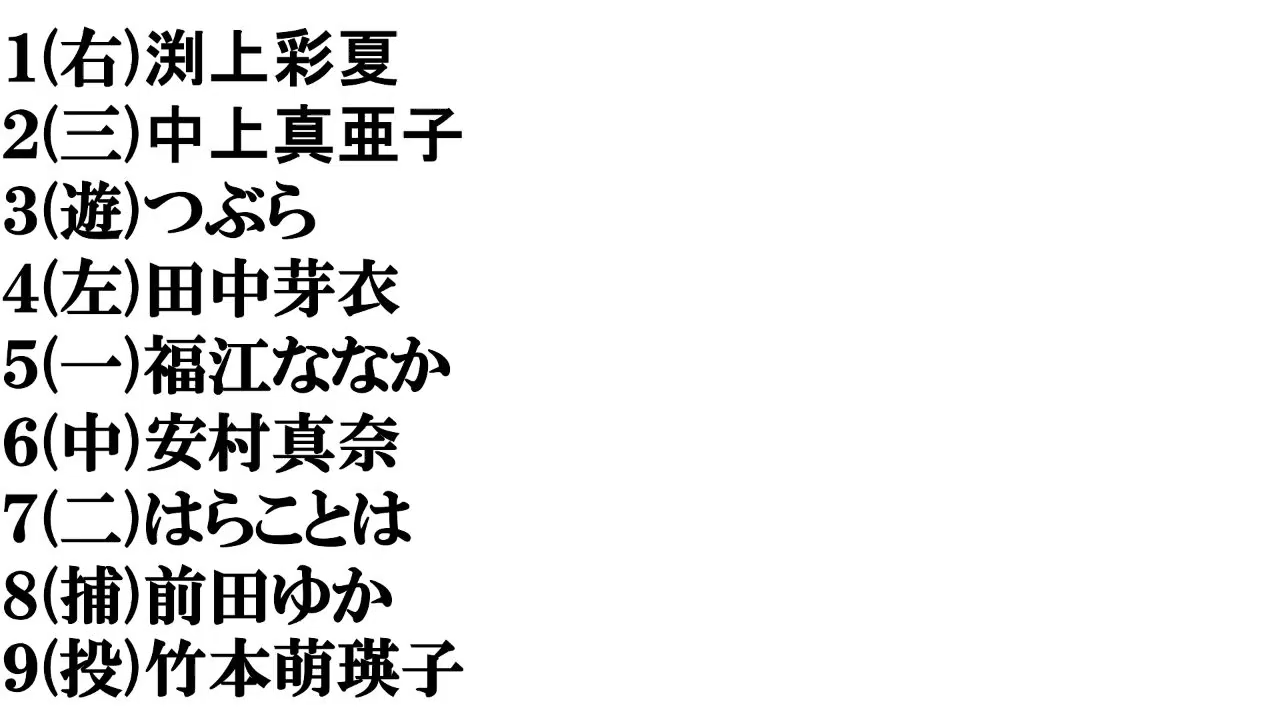 1(右)渕上彩夏
2(三)中上真亜子
3(遊)つぶら
4(左)田中芽衣
5(一)福江ななか
6(中)安村真奈
7(二)はらことは
8(捕)前田ゆか
9(投)竹本萌瑛子